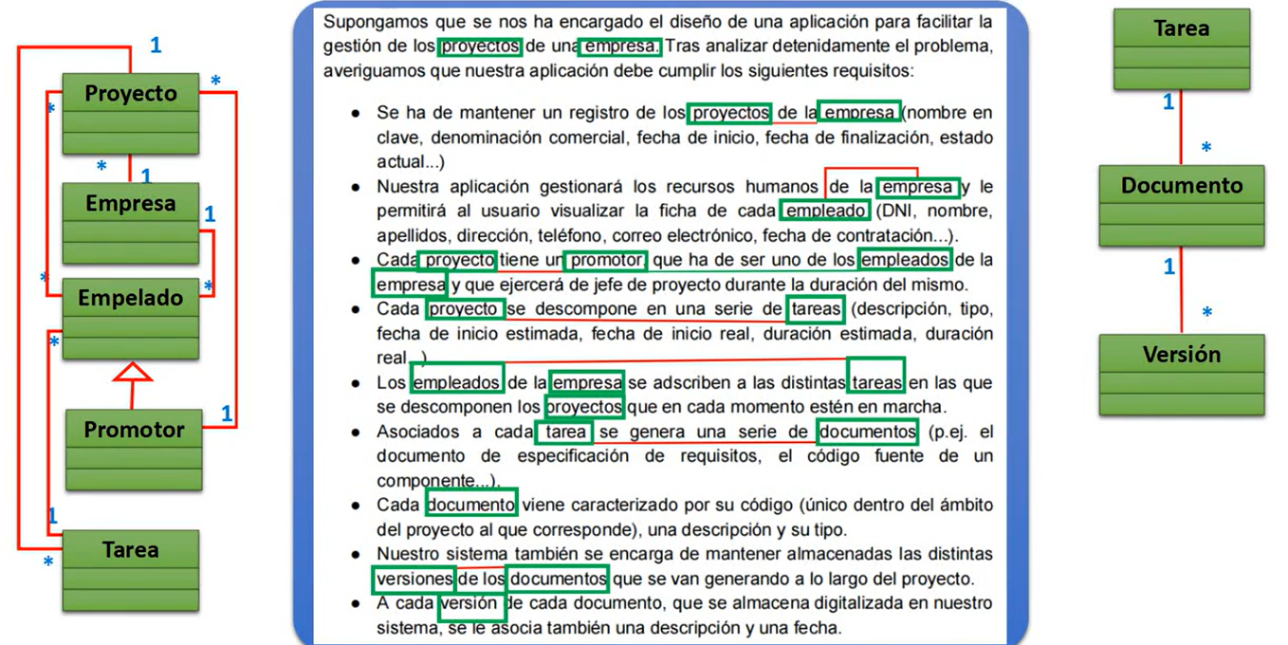 1
*
Proyecto
*
*
1
Empresa
1
*
*
Empelado
*
Promotor
1
1
Tarea
*
Supongamos que se nos ha encargado el diseño de una aplicación para facilitar la
gestión de los proyectos de una empresa. Tras analizar detenidamente el problema,
averiguamos que nuestra aplicación debe cumplir los siguientes requisitos:
● Se ha de mantener un registro de los proyectos de la empresa (nombre en
clave, denominación comercial, fecha de inicio, fecha de finalización, estado
actual...)
● Nuestra aplicación gestionará los recursos humanos de la empresa y le
permitirá al usuario visualizar la ficha de cada empleado (DNI, nombre,
apellidos, dirección, teléfono, correo electrónico, fecha de contratación...).
● Cada proyecto tiene un promotor, que ha de ser uno de los empleados de la
empresa y que ejercerá de jefe de proyecto durante la duración del mismo.
● Cada proyecto se descompone en una serie de tareas (descripción, tipo,
fecha de inicio estimada, fecha de inicio real, duración estimada, duración
real...)
● Los empleados de la empresa se adscriben a las distintas tareas en las que
se descomponen los proyectos que en cada momento estén en marcha.
● Asociados a cada tarea se genera una serie de documentos (p.ej. el
documento de especificación de requisitos, el código fuente de un
componente...).
● Cada documento viene caracterizado por su código (único dentro del ámbito
del proyecto al que corresponde), una descripción y su tipo.
● Nuestro sistema también se encarga de mantener almacenadas las distintas
versiones de los documentos que se van generando a lo largo del proyecto.
● A cada versión de cada documento, que se almacena digitalizada en nuestro
sistema, se le asocia también una descripción y una fecha.
Tarea
1
*
Documento
1
*
Versión